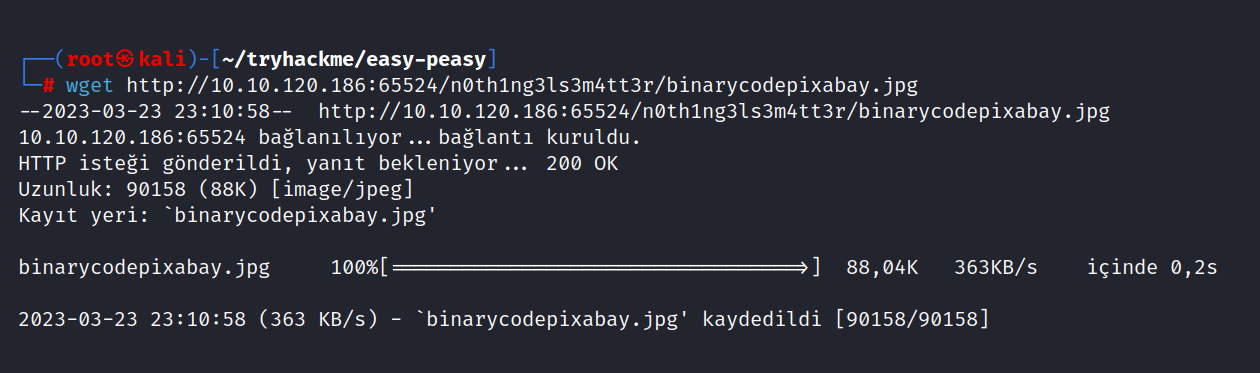 ┌──(root㉿kali)-[~/tryhackme/easy-peasy]
└─# wget http://10.10.120.186:65524/n0th1ng3ls3m4tt3r/binarycodepixabay.jpg
--2023-03-23 23:10:58--  http://10.10.120.186:65524/n0th1ng3ls3m4tt3r/binarycodepixabay.jpg
10.10.120.186:65524 bağlanılıyor...bağlantı kuruldu.
HTTP isteği gönderildi, yanıt bekleniyor... 200 OK
Uzunluk: 90158 (88K) [image/jpeg]
Kayıt yeri: `binarycodepixabay.jpg'
binarycodepixabay.jpg     100%[==================================>]  88,04K   363KB/s    içinde 0,2s
2023-03-23 23:10:58 (363 KB/s) - `binarycodepixabay.jpg' kaydedildi [90158/90158]